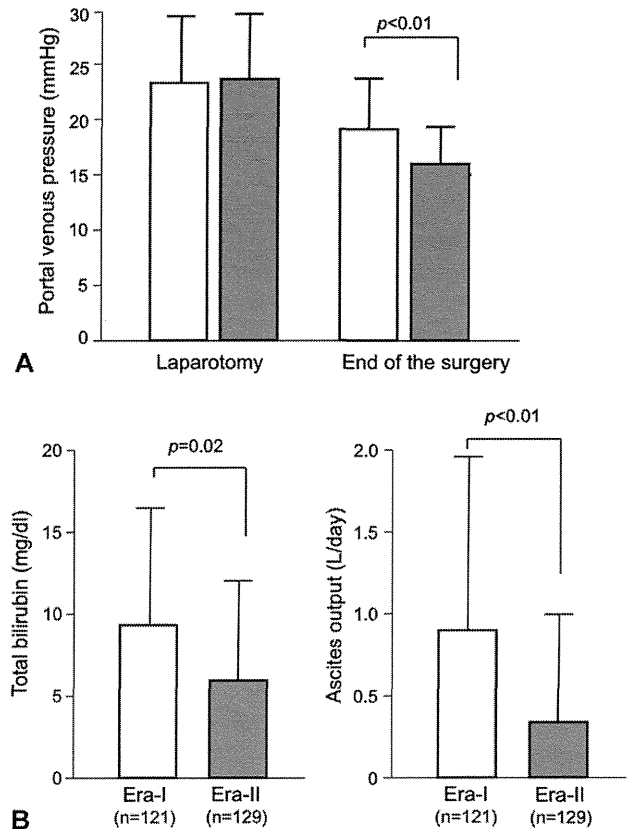 Portal venous pressure (mmHg)
30
25
20
15
10
5
0
p<0.01
Laparotomy
End of the surgery
A
Total bilirubin (mg/dl)
20
15
10
5
0
p=0.02
Era-I
(n=121)
Era-II
(n=129)
Ascites output (L/day)
2.0
1.5
1.0
0.5
0
p<0.01
Era-I
(n=121)
Era-II
(n=129)
B